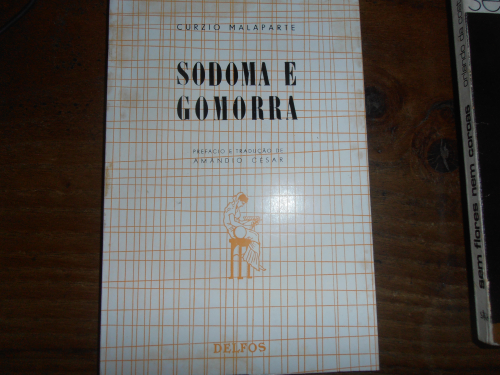 CURZIO MALAPARTE
SODOMA E
GOMORRA
PREFÁCIO E TRADUÇÃO DE
AMÂNDIO CÉSAR
DELFOS
sem flores nem coroas